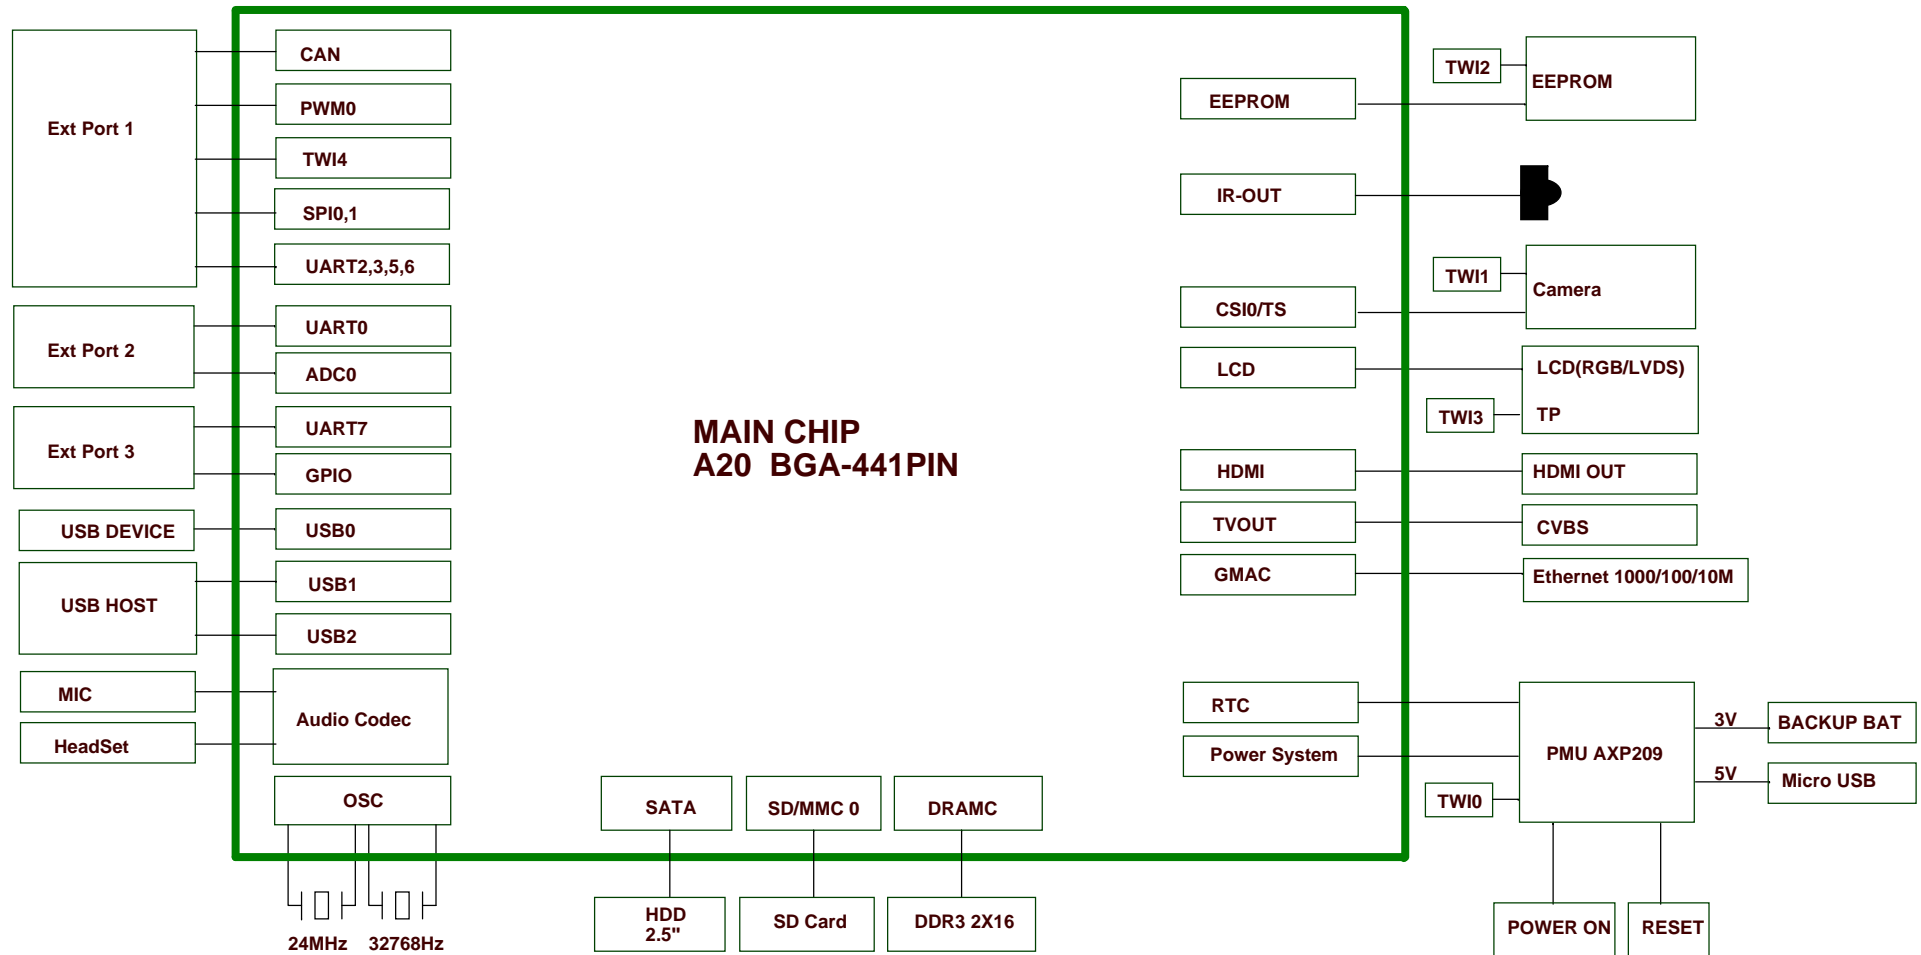 Ext Port 1
CAN
PWM0
TWI4
SPI0,1
UART2,3,5,6
Ext Port 2
UART0
ADC0
Ext Port 3
UART7
GPIO
USB DEVICE
USB0
USB HOST
USB1
USB2
MIC
HeadSet
Audio Codec
OSC
24MHz
32768Hz
MAIN CHIP
A20 BGA-441PIN
SATA
SD/MMC 0
DRAMC
HDD
2.5"
SD Card
DDR3 2X16
EEPROM
TWI2
EEPROM
IR-OUT
CSI0/TS
TWI1
Camera
LCD
LCD(RGB/LVDS)
TWI3
TP
HDMI
HDMI OUT
TVOUT
CVBS
GMAC
Ethernet 1000/100/10M
RTC
Power System
TWI0
PMU AXP209
3V
BACKUP BAT
5V
Micro USB
POWER ON
RESET